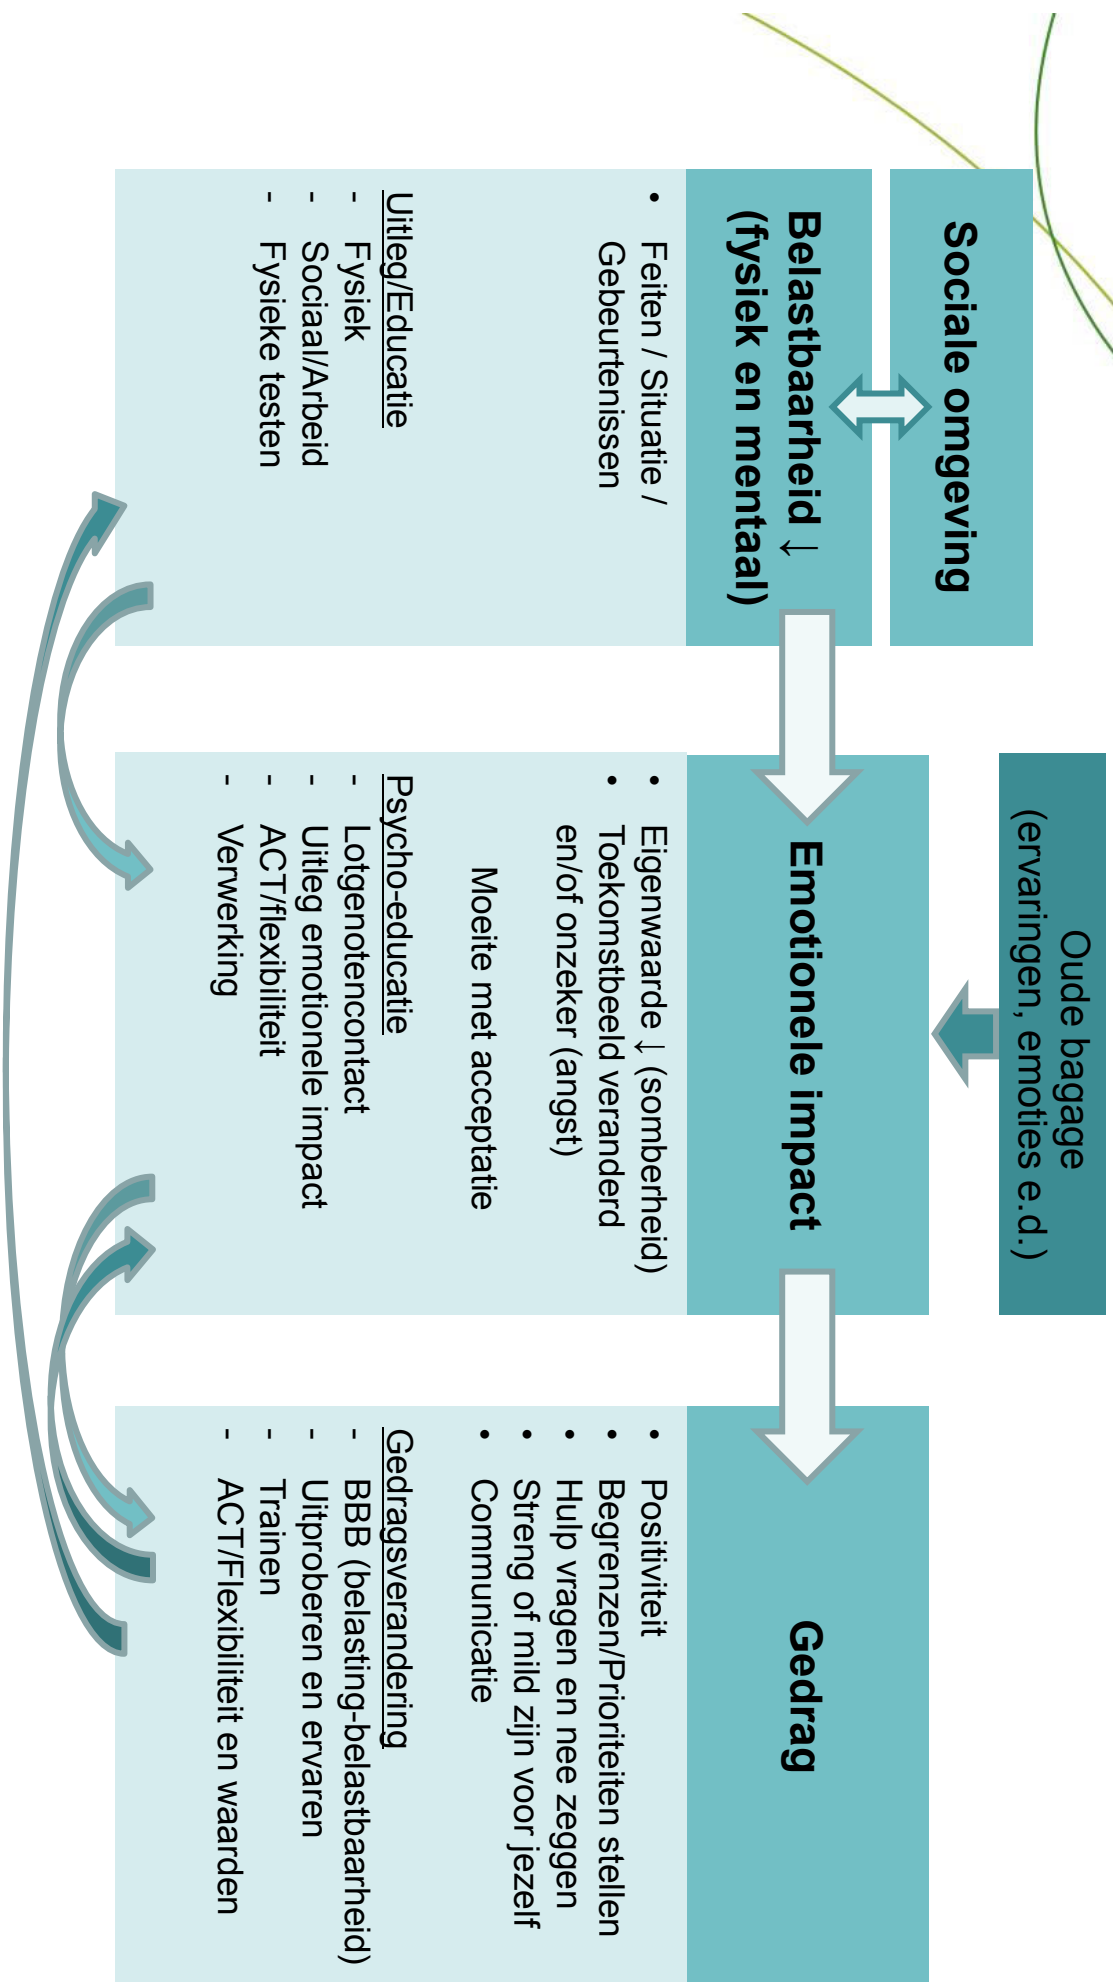 Sociale omgeving
Belastbaarheid ↓
(fysiek en mentaal)
• Feiten / Situatie /
Gebeurtenissen
Uitleg/Educatie
- Fysiek
- Sociaal/Arbeid
- Fysieke testen
Oude bagage
(ervaringen, emoties e.d.)
Emotionele impact
• Eigenwaarde ↓ (somberheid)
• Toekomstbeeld veranderd
en/of onzeker (angst)
Moeite met acceptatie
Psycho-educatie
- Lotgenotencontact
- Uitleg emotionele impact
- ACT/flexibiliteit
- Verwerking
Gedrag
• Positiviteit
• Begrenzen/Prioriteiten stellen
• Hulp vragen en nee zeggen
• Streng of mild zijn voor jezelf
• Communicatie
Gedragsverandering
- BBB (belasting-belastbaarheid)
- Uitproberen en ervaren
- Trainen
- ACT/Flexibiliteit en waarden